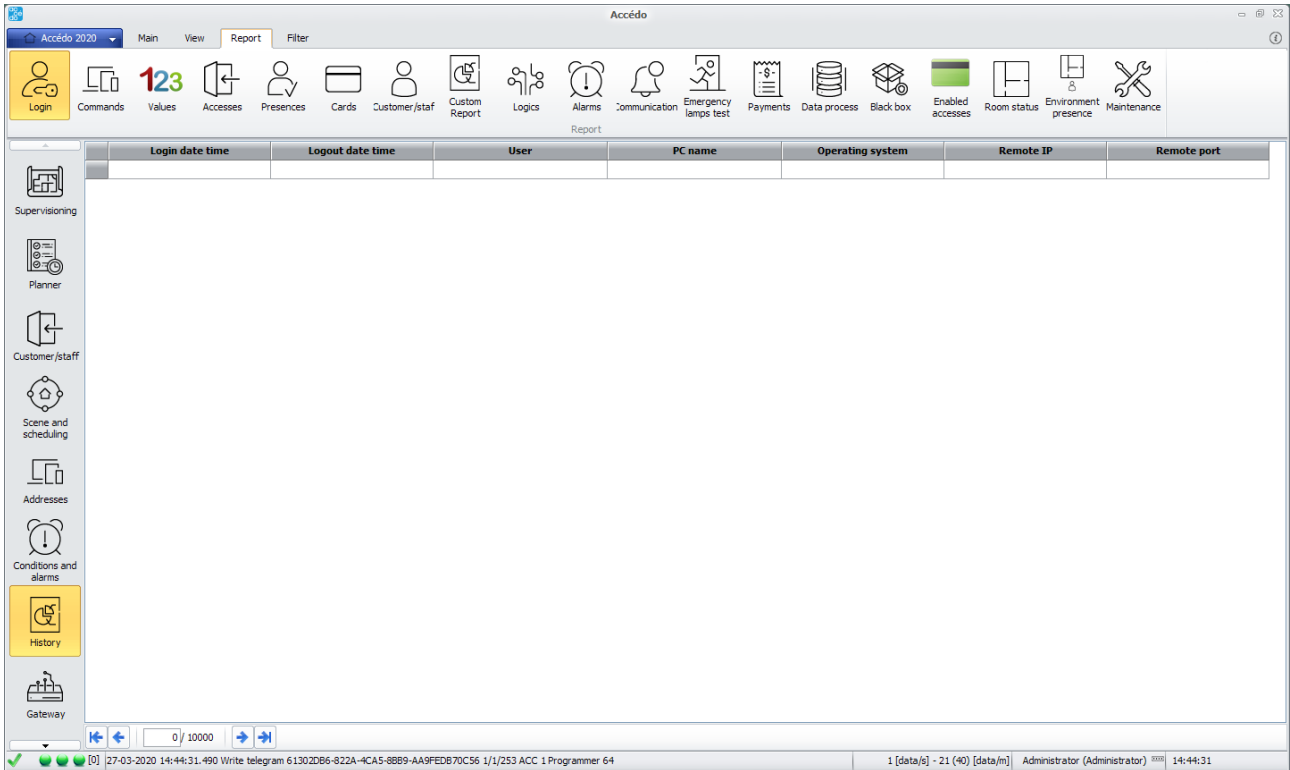 Accédo
Accédo 2020 Main View Report Filter
Login Commands 123 Values Accesses Presences Cards Customer/staf Custom Report Logics Alarms Communication Emergency lamps test -$- Payments Data process Black box Enabled accesses Room status Environment presence Maintenance
Report
Login date time Logout date time User PC name Operating system Remote IP Remote port
Supervisioning
Planner
Customer/staff
Scene and
scheduling
Addresses
Conditions and
alarms
History
Gateway
0 / 10000
[0] 27-03-2020 14:44:31.490 Write telegram 61302DB6-822A-4CA5-8BB9-AA9FEDB70C56 1/1/253 ACC 1 Programmer 64 1 [data/s] - 21 (40) [data/m] Administrator (Administrator) 14:44:31